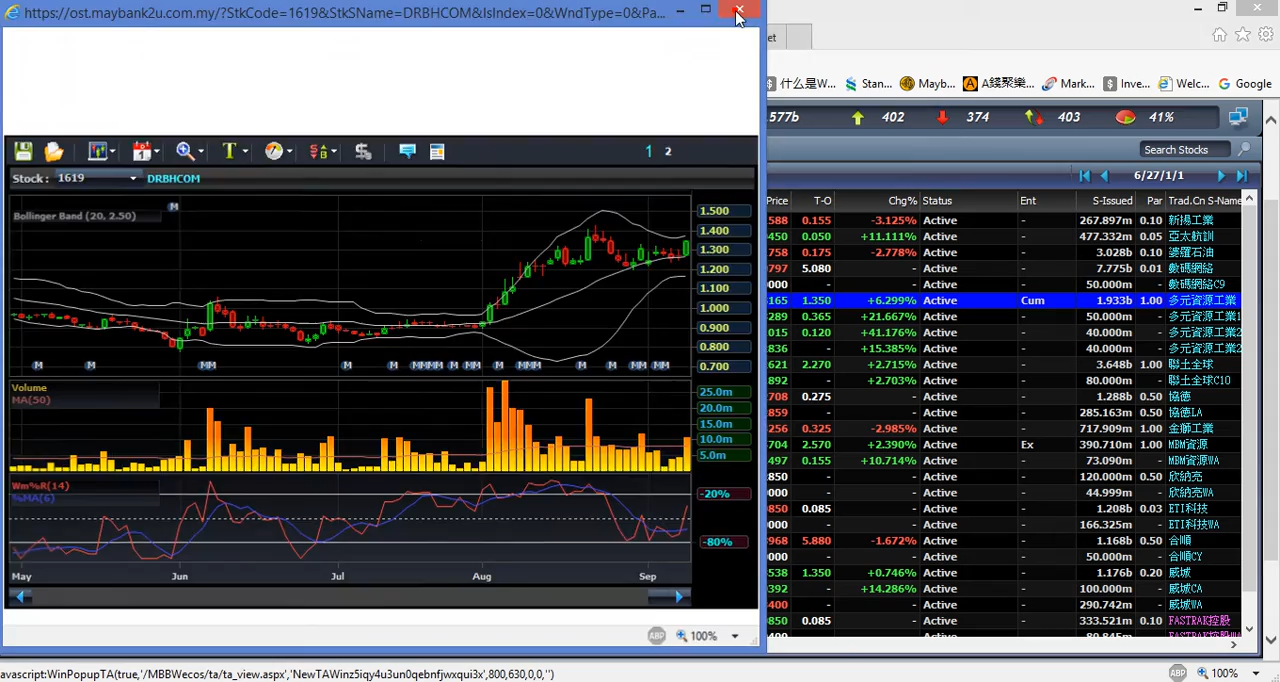 https://ost.maybank2u.com.my/?StkCode=1619&StkSName=DRBHCOM&IsIndex=0&WndType=0&Pa...
什么是W... Stan... Mayb... A錢聚樂... Mark... Inve... Welc... Google
.577b 402 374 403 41%
Search Stocks
6/27/1/1
1 2
Stock : 1619 DRBHCOM
Price T-O Chg% Status Ent S-Issued Par Trad.Cn S-Name
588 0.155 -3.125% Active - 267.897m 0.10 新揚工業
450 0.050 +11.111% Active - 477.332m 0.05 亞太航訓
758 0.175 -2.778% Active - 3.028b 0.10 婆羅石油
797 5.080 - Active - 7.775b 0.01 數碼網絡
000 - - Active - 50.000m - 數碼網絡C9
165 1.350 +6.299% Active Cum 1.933b 1.00 多元資源工業
289 0.365 +21.667% Active - 50.000m - 多元資源工業1
015 0.120 +41.176% Active - 40.000m - 多元資源工業2
836 - +15.385% Active - 40.000m - 多元資源工業2
621 2.270 +2.715% Active - 3.648b 1.00 聯土全球
892 - +2.703% Active - 80.000m - 聯土全球C10
708 0.275 - Active - 1.288b 0.50 協德
859 - - Active - 285.163m 0.50 協德LA
256 0.325 -2.985% Active - 717.909m 0.10 金獅工業
704 2.570 +2.390% Active Ex 390.710m 1.00 MBM資源
497 0.155 +10.714% Active - 73.090m - MBM資源WA
850 - - Active - 120.000m 0.50 欣納克
000 - - Active - 44.999m - 欣納克WA
850 0.085 - Active - 1.208b 0.03 ETI科技
000 - - Active - 166.325m - ETI科技WA
968 5.880 -1.672% Active - 1.168b 0.50 合順
000 - - Active - 50.000m - 合順CY
538 1.350 +0.746% Active - 1.176b 0.20 威城
392 - +14.286% Active - 100.000m - 威城CA
400 - - Active - 290.742m - 威城WA
850 0.085 - Active - 333.521m 0.10 FASTRAK控股
Bollinger Band (20, 2.50)
M
1.500
1.400
1.300
1.200
1.100
1.000
0.900
0.800
0.700
M M MM M M MMMM M MM M MMM M M MM MM
Volume
MA(50)
25.0m
20.0m
15.0m
10.0m
5.0m
Wm%R(14)
%MA(6)
-20%
-80%
May Jun Jul Aug Sep
ABP 100%
avascript:WinPopupTA(true,'/MBBWecos/ta/ta_view.aspx','NewTAWinz5iqy4u3un0qebnfjwxqui3x',800,630,0,0,'')
ABP 100%